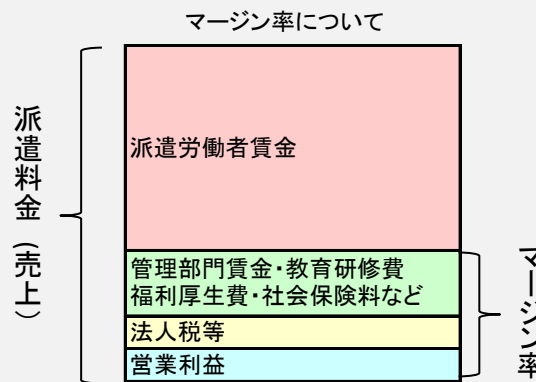 マージン率について
派遣料金(売上)
派遣労働者賃金
管理部門賃金・教育研修費
福利厚生費・社会保険料など
法人税等
営業利益
マージン率